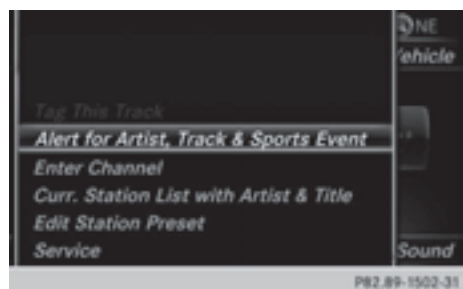 NE
Vehicle
Tag This Track
Alert for Artist, Track & Sports Event
Enter Channel
Curr. Station List with Artist & Title
Edit Station Preset
Service
Sound
P82.89-1502-31